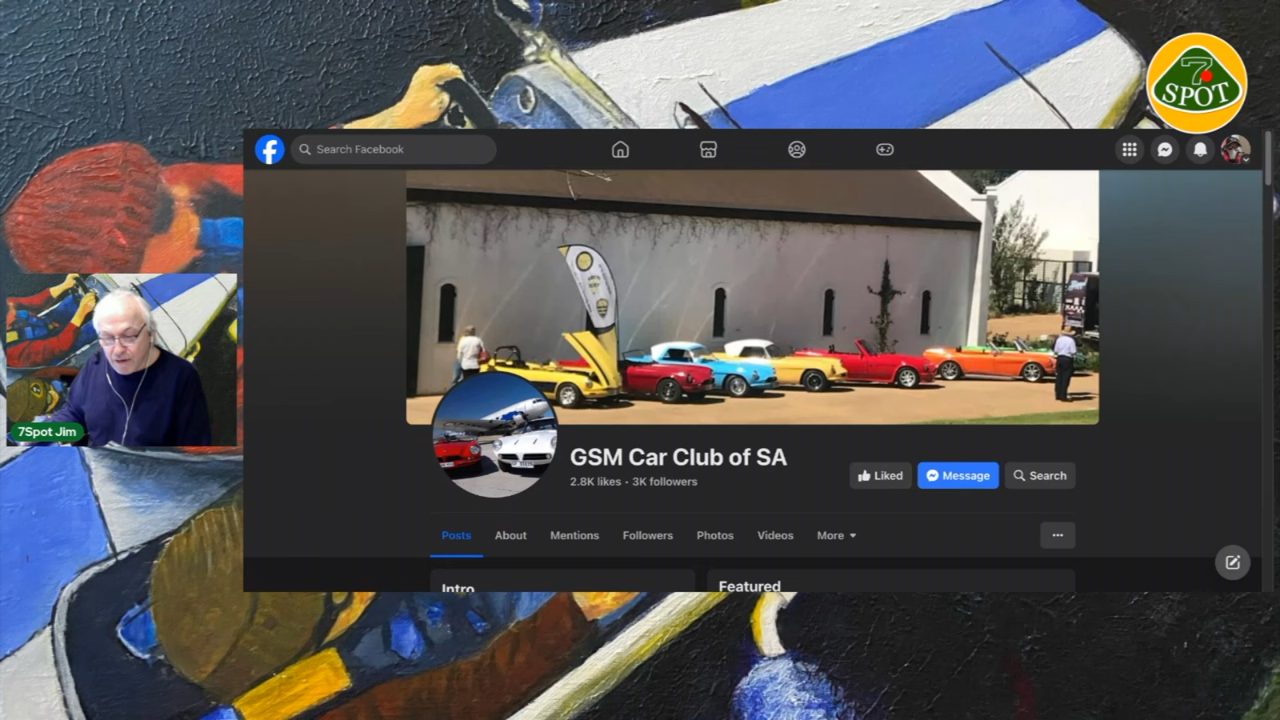 7
SPOT
Search Facebook
GSM Car Club of SA
2.8K likes • 3K followers
Liked
Message
Search
Posts
About
Mentions
Followers
Photos
Videos
More
Intro
Featured
7Spot Jim